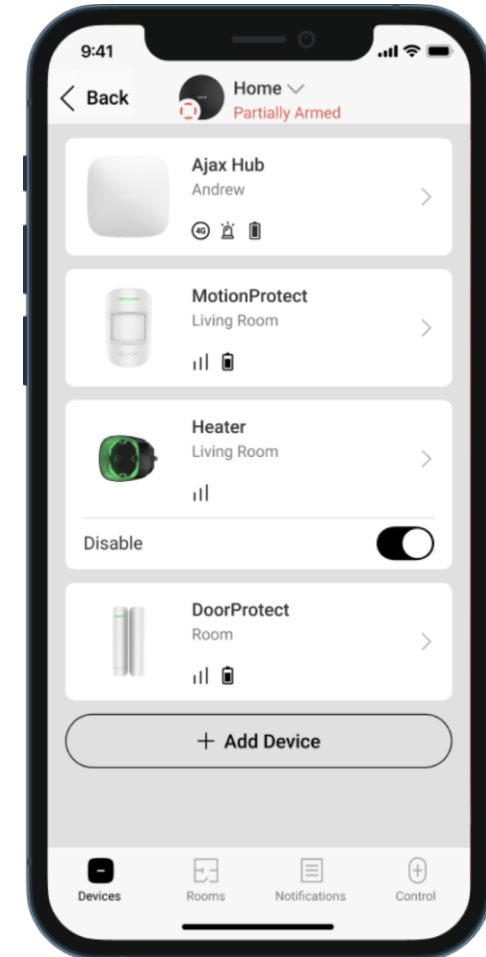 9:41
Back
Home
Partially Armed
Ajax Hub
Andrew
4G
MotionProtect
Living Room
Heater
Living Room
Disable
DoorProtect
Room
+ Add Device
Devices
Rooms
Notifications
Control